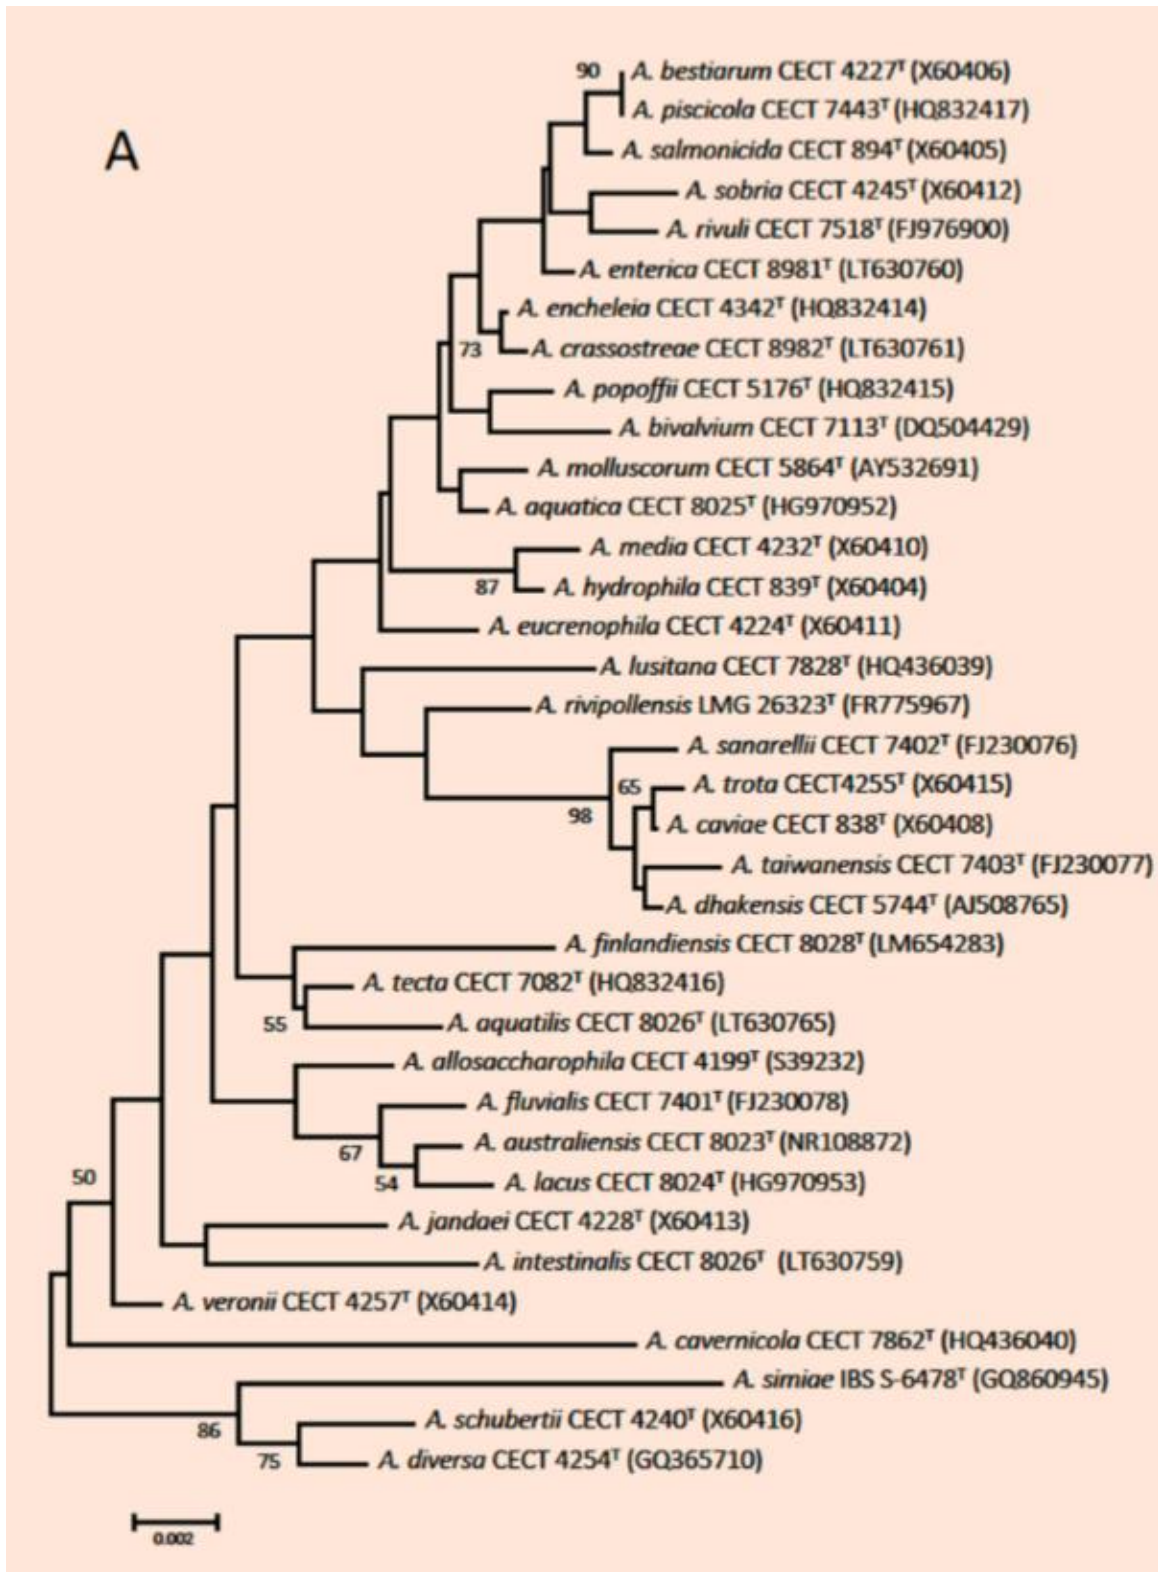 A
90
A. bestiarum CECT 4227ᵀ (X60406)
A. piscicola CECT 7443ᵀ (HQ832417)
A. salmonicida CECT 894ᵀ (X60405)
A. sobria CECT 4245ᵀ (X60412)
A. rivuli CECT 7518ᵀ (FJ976900)
A. enterica CECT 8981ᵀ (LT630760)
A. encheleia CECT 4342ᵀ (HQ832414)
73
A. crassostreae CECT 8982ᵀ (LT630761)
A. popoffii CECT 5176ᵀ (HQ832415)
A. bivalvium CECT 7113ᵀ (DQ504429)
A. molluscorum CECT 5864ᵀ (AY532691)
A. aquatica CECT 8025ᵀ (HG970952)
A. media CECT 4232ᵀ (X60410)
87
A. hydrophila CECT 839ᵀ (X60404)
A. eucrenophila CECT 4224ᵀ (X60411)
A. lusitana CECT 7828ᵀ (HQ436039)
A. rivipollensis LMG 26323ᵀ (FR775967)
A. sanarellii CECT 7402ᵀ (FJ230076)
65
A. trota CECT4255ᵀ (X60415)
98
A. caviae CECT 838ᵀ (X60408)
A. taiwanensis CECT 7403ᵀ (FJ230077)
A. dhakensis CECT 5744ᵀ (AJ508765)
A. finlandiensis CECT 8028ᵀ (LM654283)
A. tecta CECT 7082ᵀ (HQ832416)
55
A. aquatilis CECT 8026ᵀ (LT630765)
A. allosaccharophila CECT 4199ᵀ (S39232)
A. fluvialis CECT 7401ᵀ (FJ230078)
67
A. australiensis CECT 8023ᵀ (NR108872)
54
A. lacus CECT 8024ᵀ (HG970953)
50
A. jandaei CECT 4228ᵀ (X60413)
A. intestinalis CECT 8026ᵀ (LT630759)
A. veronii CECT 4257ᵀ (X60414)
A. cavernicola CECT 7862ᵀ (HQ436040)
A. simiae IBS S-6478ᵀ (GQ860945)
86
A. schubertii CECT 4240ᵀ (X60416)
75
A. diversa CECT 4254ᵀ (GQ365710)
0.002